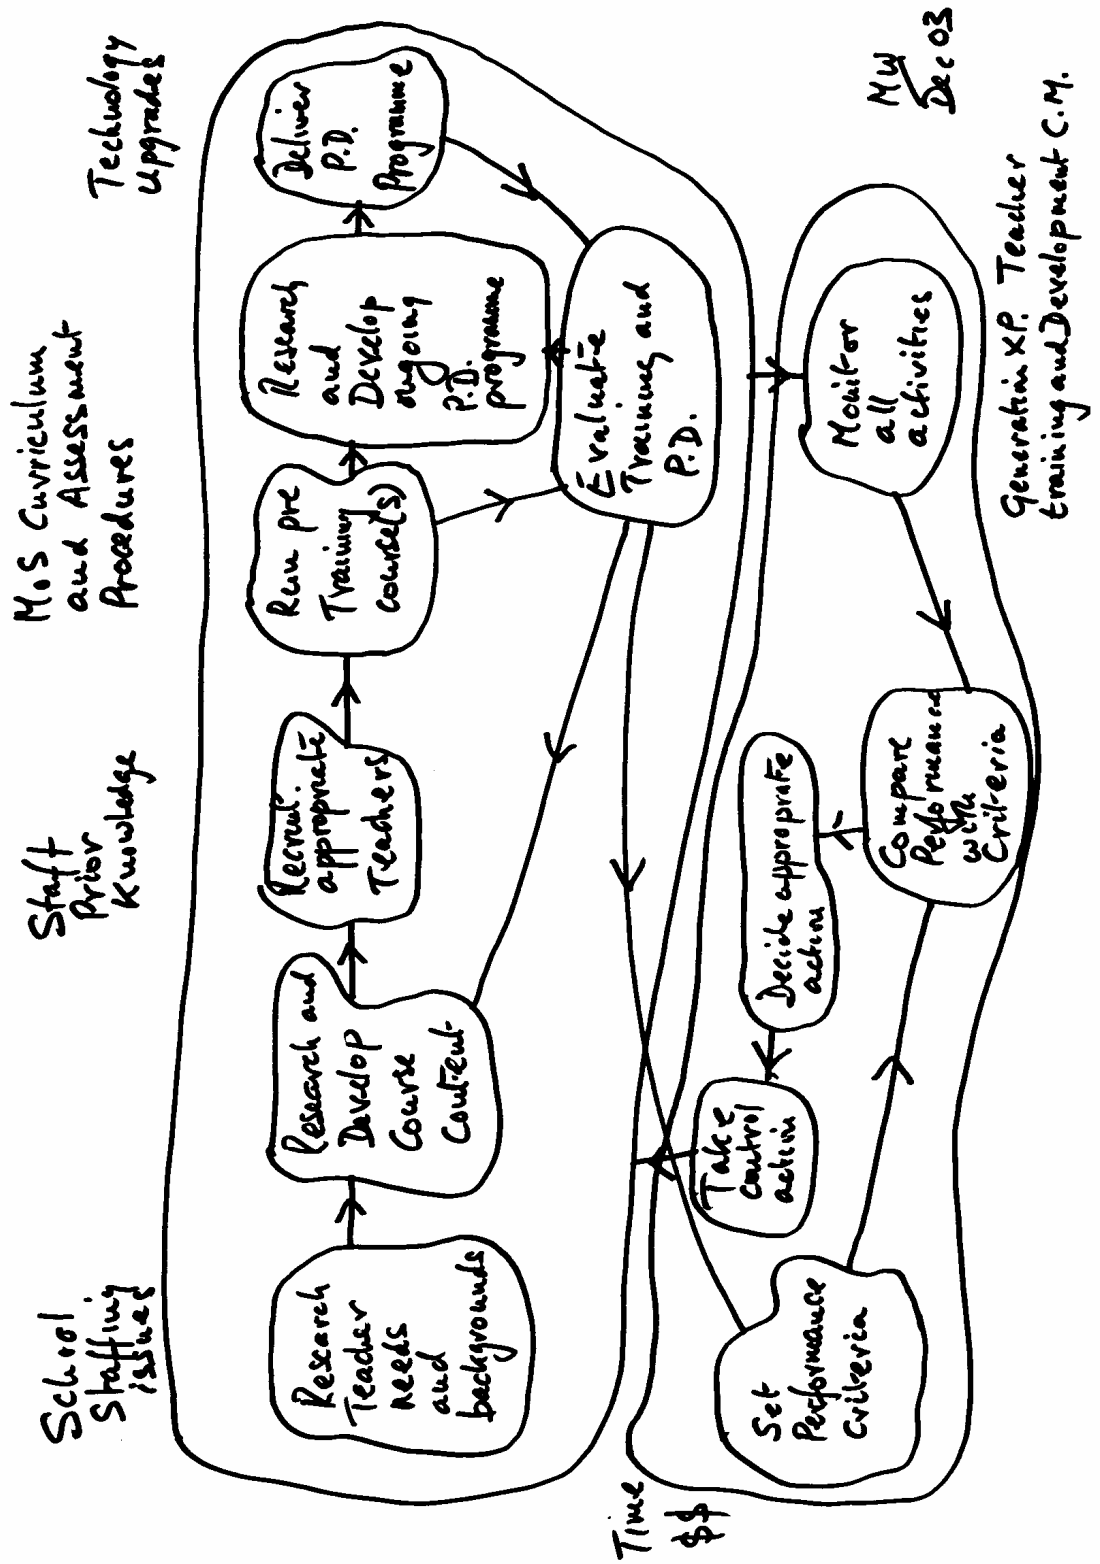 School
Staffing
issues
Staff
Prior
Knowledge
M.S Curriculum
and Assessment
Procedures
Technology
Upgrades
Research
Teacher
needs
and
backgrounds
Research and
Develop
Course
Content
Recruit
appropriate
Teachers
Run pre
Training
course(s)
Research
and
Develop
ongoing
P.D.
programme
Deliver
P.D.
Programme
Evaluate
Training and
P.D.
Time
$$
Set
Performance
Criteria
Take
control
action
Decide appropriate
action
Compare
Performance
with
Criteria
Monitor
all
activities
MW
Dec 03
Generation XP. Teacher
training and Development C.M.